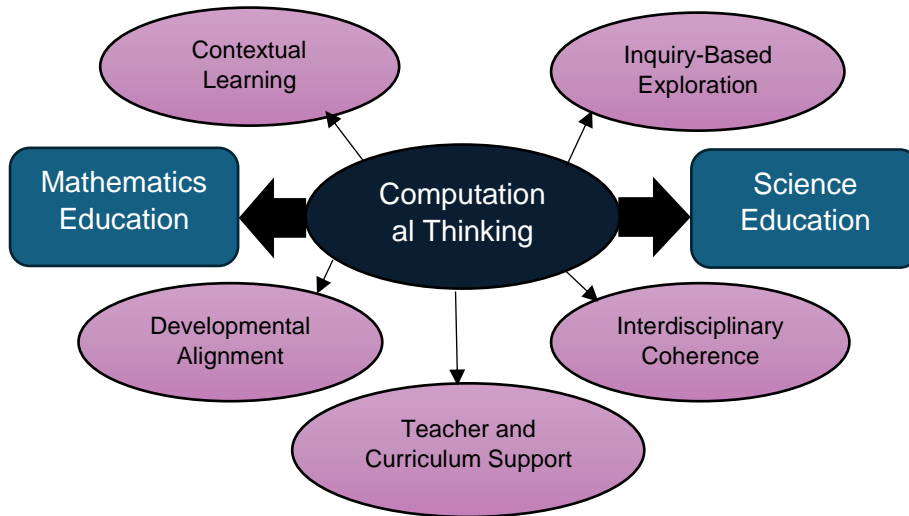 Contextual
Learning
Inquiry-Based
Exploration
Mathematics
Education
Computation
al Thinking
Science
Education
Developmental
Alignment
Interdisciplinary
Coherence
Teacher and
Curriculum Support